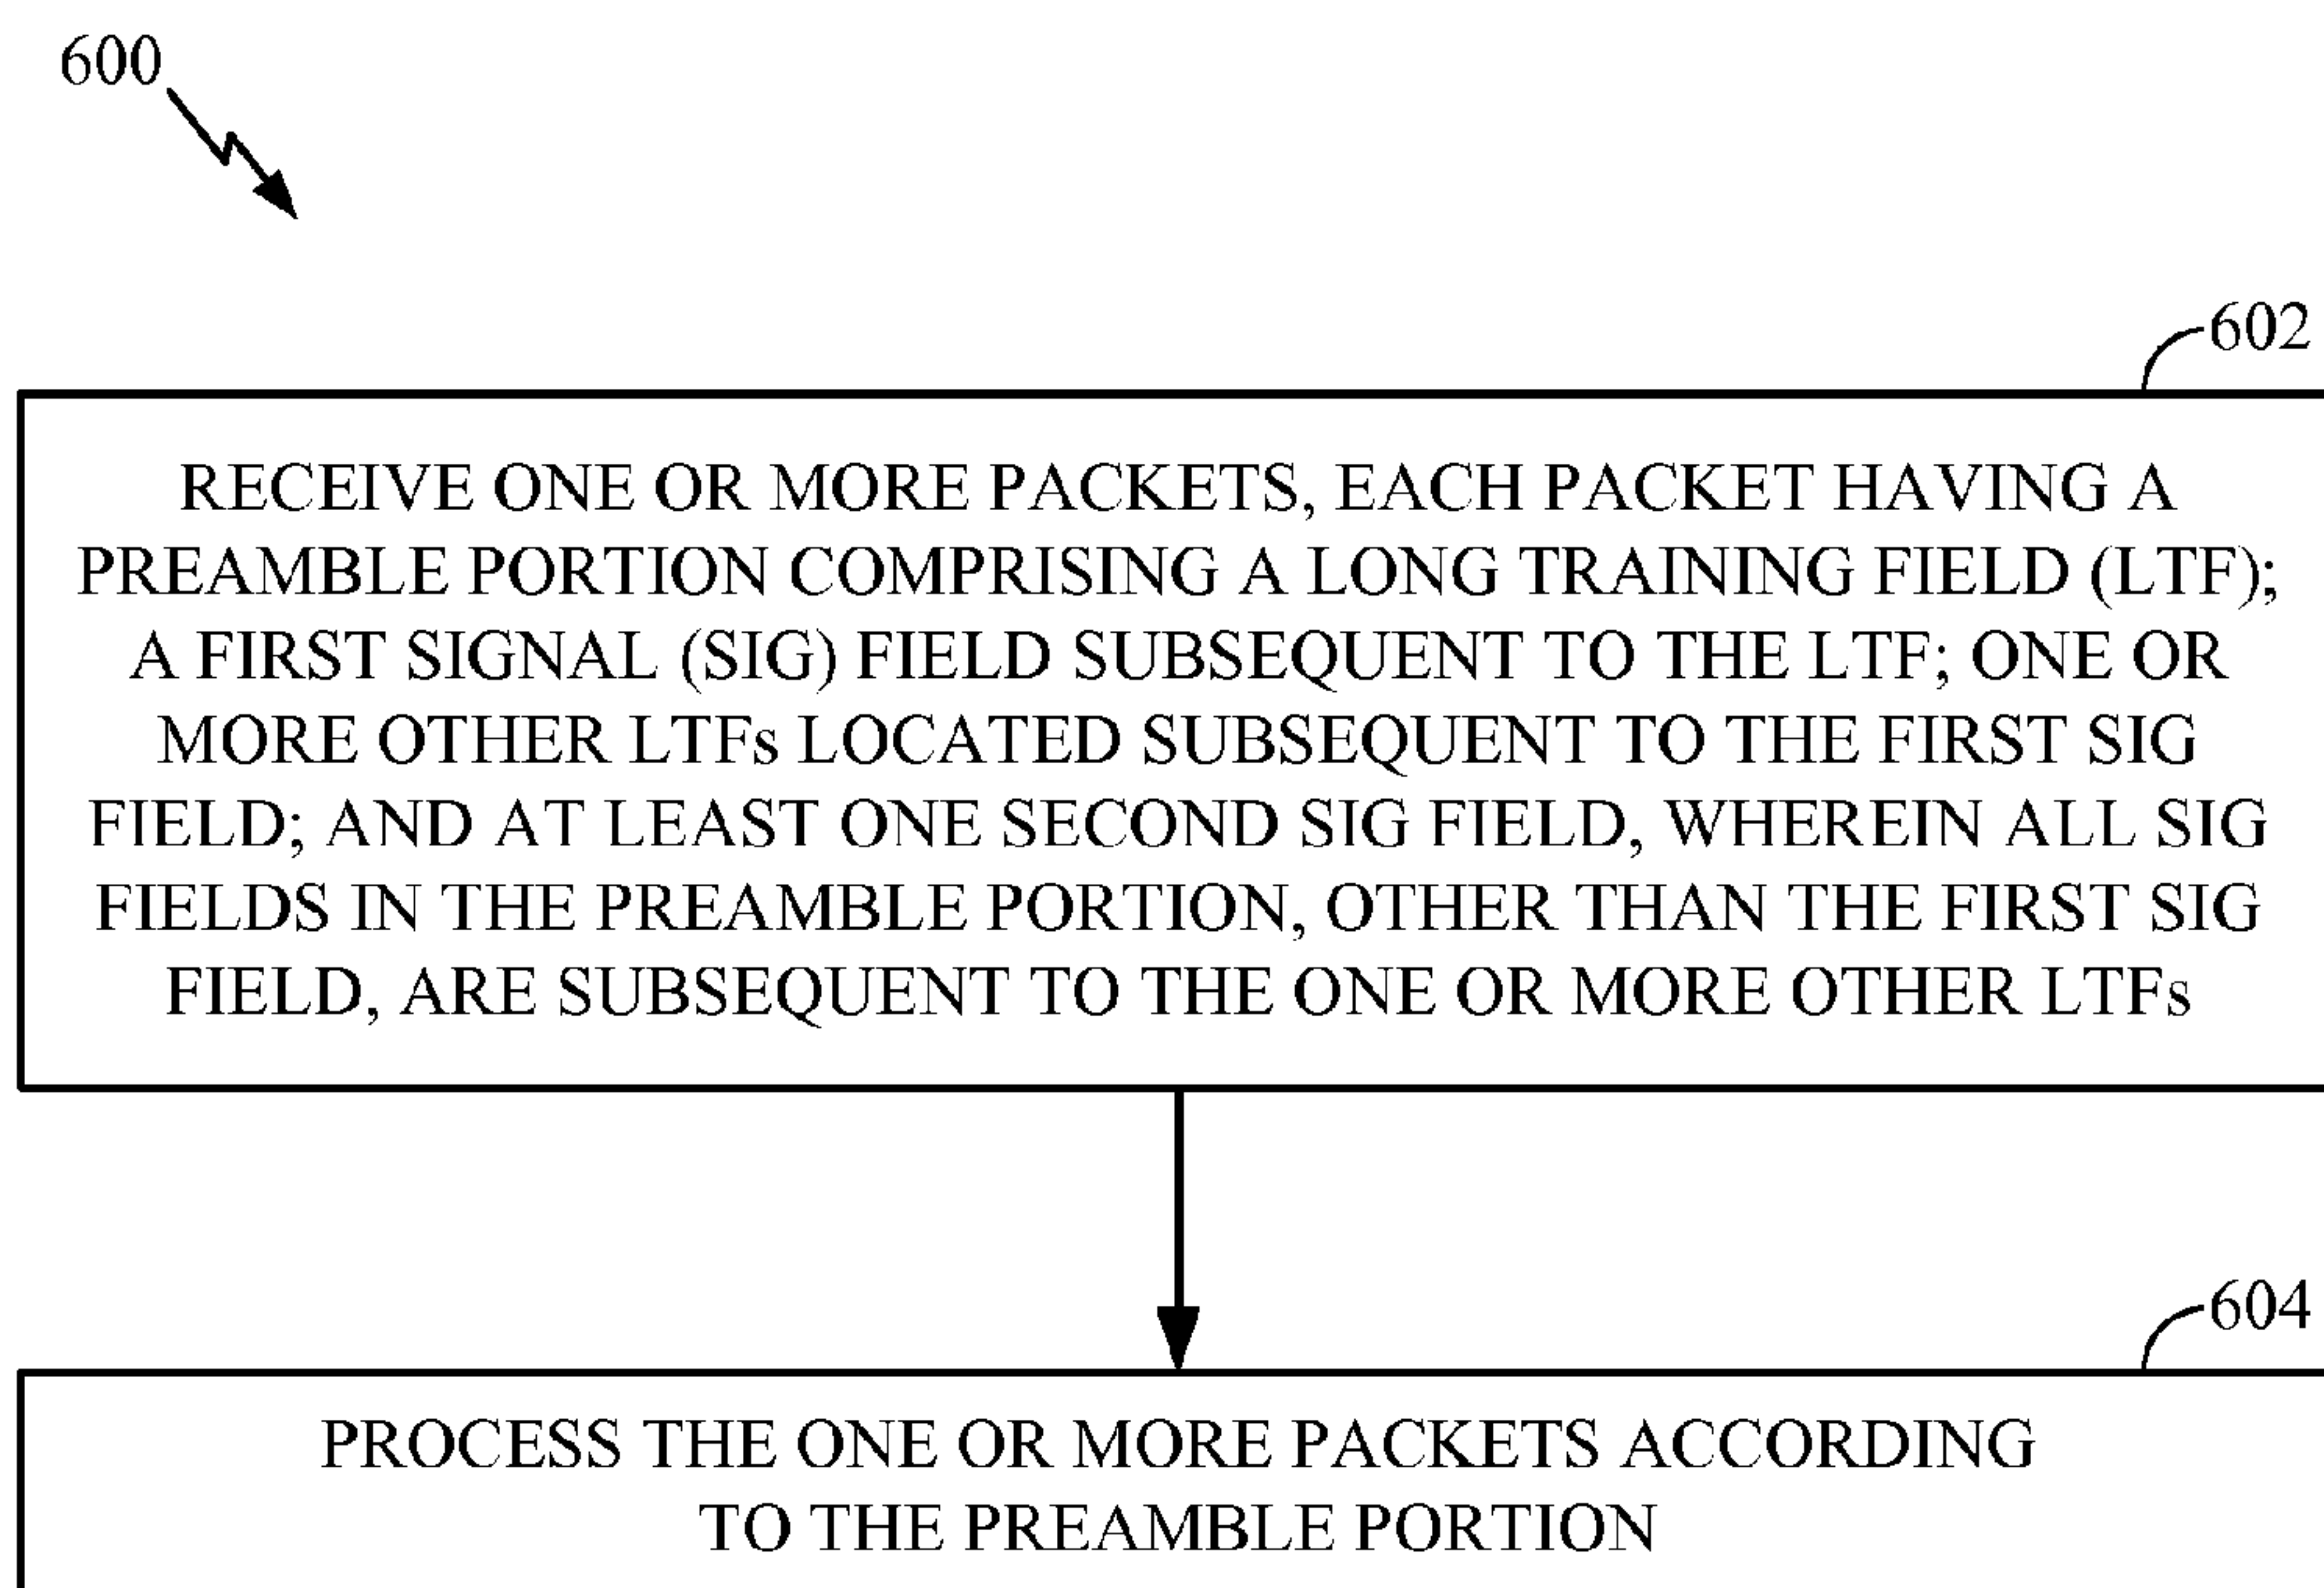 600
602
RECEIVE ONE OR MORE PACKETS, EACH PACKET HAVING A
PREAMBLE PORTION COMPRISING A LONG TRAINING FIELD (LTF);
A FIRST SIGNAL (SIG) FIELD SUBSEQUENT TO THE LTF; ONE OR
MORE OTHER LTFs LOCATED SUBSEQUENT TO THE FIRST SIG
FIELD; AND AT LEAST ONE SECOND SIG FIELD, WHEREIN ALL SIG
FIELDS IN THE PREAMBLE PORTION, OTHER THAN THE FIRST SIG
FIELD, ARE SUBSEQUENT TO THE ONE OR MORE OTHER LTFs
604
PROCESS THE ONE OR MORE PACKETS ACCORDING
TO THE PREAMBLE PORTION